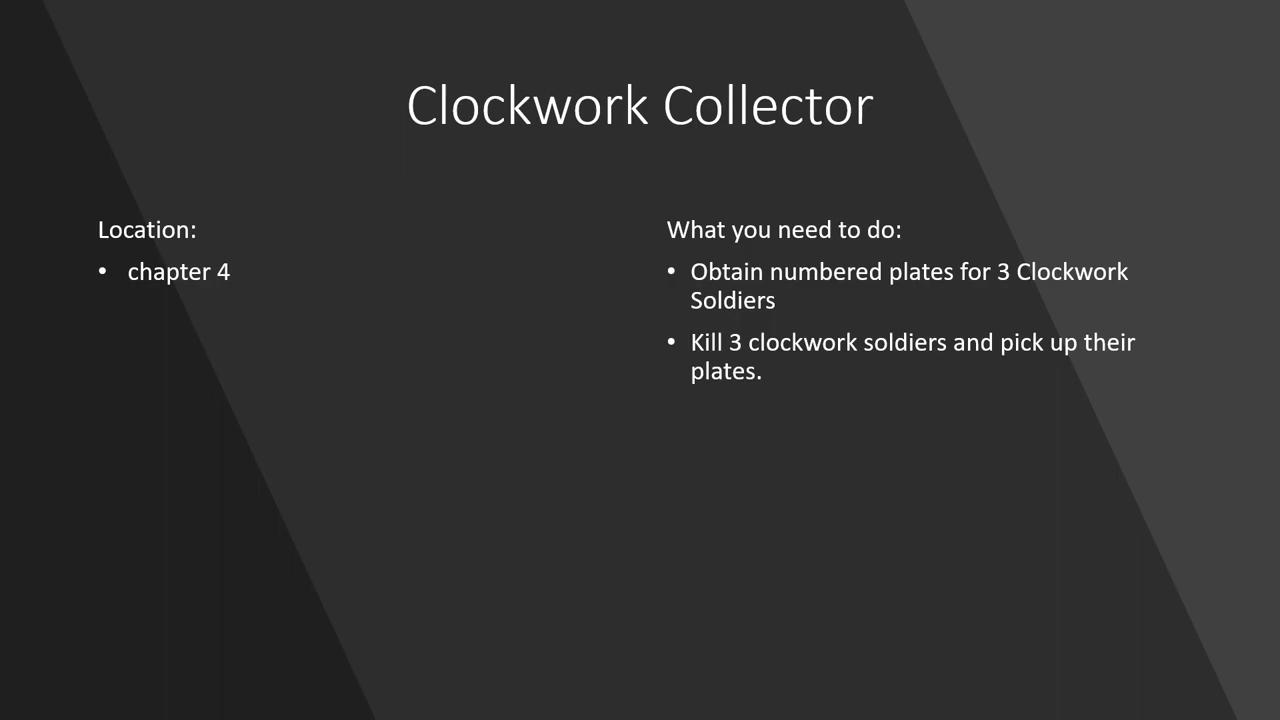 Clockwork Collector
Location:
• chapter 4
What you need to do:
• Obtain numbered plates for 3 Clockwork
Soldiers
• Kill 3 clockwork soldiers and pick up their
plates.